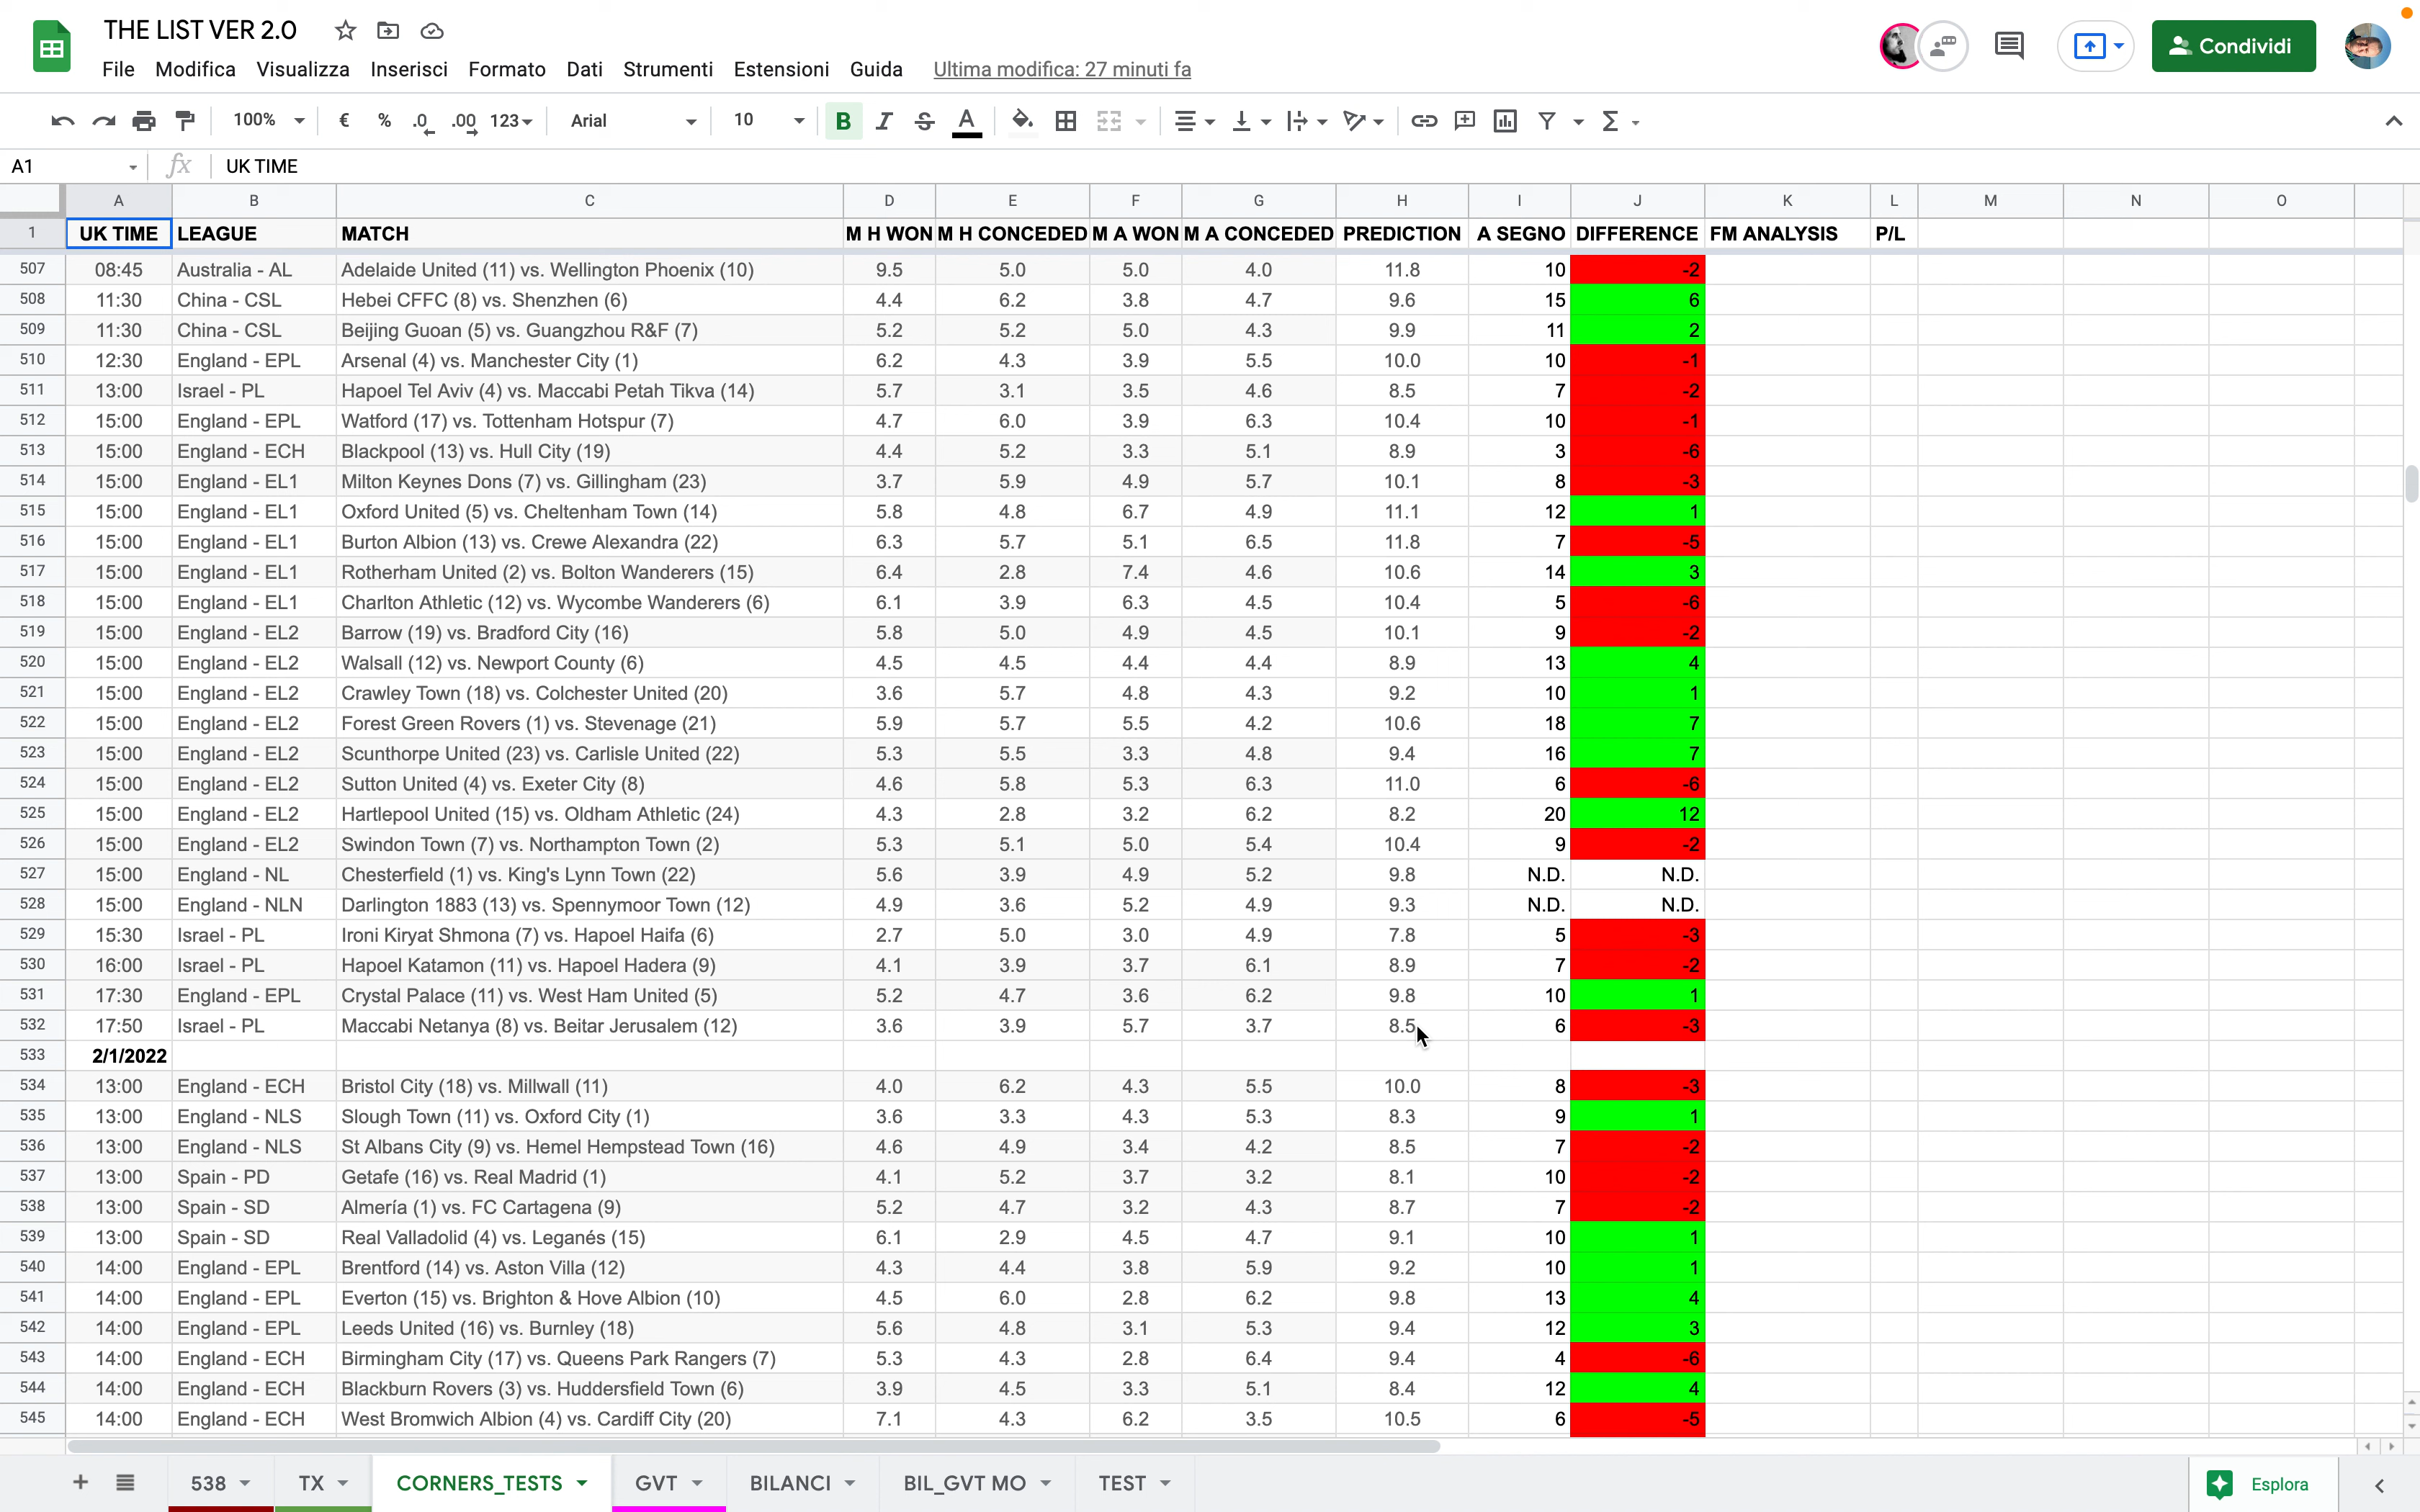 THE LIST VER 2.0
File Modifica Visualizza Inserisci Formato Dati Strumenti Estensioni Guida Ultima modifica: 27 minuti fa
Condividi
100% € % .0 .00 123 Arial 10 B I S A Σ
A1 fx UK TIME
A B C D E F G H I J K L M N O
1 UK TIME LEAGUE MATCH M H WON M H CONCEDED M A WON M A CONCEDED PREDICTION A SEGNO DIFFERENCE FM ANALYSIS P/L
507 08:45 Australia - AL Adelaide United (11) vs. Wellington Phoenix (10) 9.5 5.0 5.0 4.0 11.8 10 -2
508 11:30 China - CSL Hebei CFFC (8) vs. Shenzhen (6) 4.4 6.2 3.8 4.7 9.6 15 6
509 11:30 China - CSL Beijing Guoan (5) vs. Guangzhou R&F (7) 5.2 5.2 5.0 4.3 9.9 11 2
510 12:30 England - EPL Arsenal (4) vs. Manchester City (1) 6.2 4.3 3.9 5.5 10.0 10 -1
511 13:00 Israel - PL Hapoel Tel Aviv (4) vs. Maccabi Petah Tikva (14) 5.7 3.1 3.5 4.6 8.5 7 -2
512 15:00 England - EPL Watford (17) vs. Tottenham Hotspur (7) 4.7 6.0 3.9 6.3 10.4 10 -1
513 15:00 England - ECH Blackpool (13) vs. Hull City (19) 4.4 5.2 3.3 5.1 8.9 3 -6
514 15:00 England - EL1 Milton Keynes Dons (7) vs. Gillingham (23) 3.7 5.9 4.9 5.7 10.1 8 -3
515 15:00 England - EL1 Oxford United (5) vs. Cheltenham Town (14) 5.8 4.8 6.7 4.9 11.1 12 1
516 15:00 England - EL1 Burton Albion (13) vs. Crewe Alexandra (22) 6.3 5.7 5.1 6.5 11.8 7 -5
517 15:00 England - EL1 Rotherham United (2) vs. Bolton Wanderers (15) 6.4 2.8 7.4 4.6 10.6 14 3
518 15:00 England - EL1 Charlton Athletic (12) vs. Wycombe Wanderers (6) 6.1 3.9 6.3 4.5 10.4 5 -6
519 15:00 England - EL2 Barrow (19) vs. Bradford City (16) 5.8 5.0 4.9 4.5 10.1 9 -2
520 15:00 England - EL2 Walsall (12) vs. Newport County (6) 4.5 4.5 4.4 4.4 8.9 13 4
521 15:00 England - EL2 Crawley Town (18) vs. Colchester United (20) 3.6 5.7 4.8 4.3 9.2 10 1
522 15:00 England - EL2 Forest Green Rovers (1) vs. Stevenage (21) 5.9 5.7 5.5 4.2 10.6 18 7
523 15:00 England - EL2 Scunthorpe United (23) vs. Carlisle United (22) 5.3 5.5 3.3 4.8 9.4 16 7
524 15:00 England - EL2 Sutton United (4) vs. Exeter City (8) 4.6 5.8 5.3 6.3 11.0 6 -6
525 15:00 England - EL2 Hartlepool United (15) vs. Oldham Athletic (24) 4.3 2.8 3.2 6.2 8.2 20 12
526 15:00 England - EL2 Swindon Town (7) vs. Northampton Town (2) 5.3 5.1 5.0 5.4 10.4 9 -2
527 15:00 England - NL Chesterfield (1) vs. King's Lynn Town (22) 5.6 3.9 4.9 5.2 9.8 N.D. N.D.
528 15:00 England - NLN Darlington 1883 (13) vs. Spennymoor Town (12) 4.9 3.6 5.2 4.9 9.3 N.D. N.D.
529 15:30 Israel - PL Ironi Kiryat Shmona (7) vs. Hapoel Haifa (6) 2.7 5.0 3.0 4.9 7.8 5 -3
530 16:00 Israel - PL Hapoel Katamon (11) vs. Hapoel Hadera (9) 4.1 3.9 3.7 6.1 8.9 7 -2
531 17:30 England - EPL Crystal Palace (11) vs. West Ham United (5) 5.2 4.7 3.6 6.2 9.8 10 1
532 17:50 Israel - PL Maccabi Netanya (8) vs. Beitar Jerusalem (12) 3.6 3.9 5.7 3.7 8.5 6 -3
533 2/1/2022
534 13:00 England - ECH Bristol City (18) vs. Millwall (11) 4.0 6.2 4.3 5.5 10.0 8 -3
535 13:00 England - NLS Slough Town (11) vs. Oxford City (1) 3.6 3.3 4.3 5.3 8.3 9 1
536 13:00 England - NLS St Albans City (9) vs. Hemel Hempstead Town (16) 4.6 4.9 3.4 4.2 8.5 7 -2
537 13:00 Spain - PD Getafe (16) vs. Real Madrid (1) 4.1 5.2 3.7 3.2 8.1 10 -2
538 13:00 Spain - SD Almería (1) vs. FC Cartagena (9) 5.2 4.7 3.2 4.3 8.7 7 -2
539 13:00 Spain - SD Real Valladolid (4) vs. Leganés (15) 6.1 2.9 4.5 4.7 9.1 10 1
540 14:00 England - EPL Brentford (14) vs. Aston Villa (12) 4.3 4.4 3.8 5.9 9.2 10 1
541 14:00 England - EPL Everton (15) vs. Brighton & Hove Albion (10) 4.5 6.0 2.8 6.2 9.8 13 4
542 14:00 England - EPL Leeds United (16) vs. Burnley (18) 5.6 4.8 3.1 5.3 9.4 12 3
543 14:00 England - ECH Birmingham City (17) vs. Queens Park Rangers (7) 5.3 4.3 2.8 6.4 9.4 4 -6
544 14:00 England - ECH Blackburn Rovers (3) vs. Huddersfield Town (6) 3.9 4.5 3.3 5.1 8.4 12 4
545 14:00 England - ECH West Bromwich Albion (4) vs. Cardiff City (20) 7.1 4.3 6.2 3.5 10.5 6 -5
538 TX CORNERS_TESTS GVT BILANCI BIL_GVT MO TEST Esplora